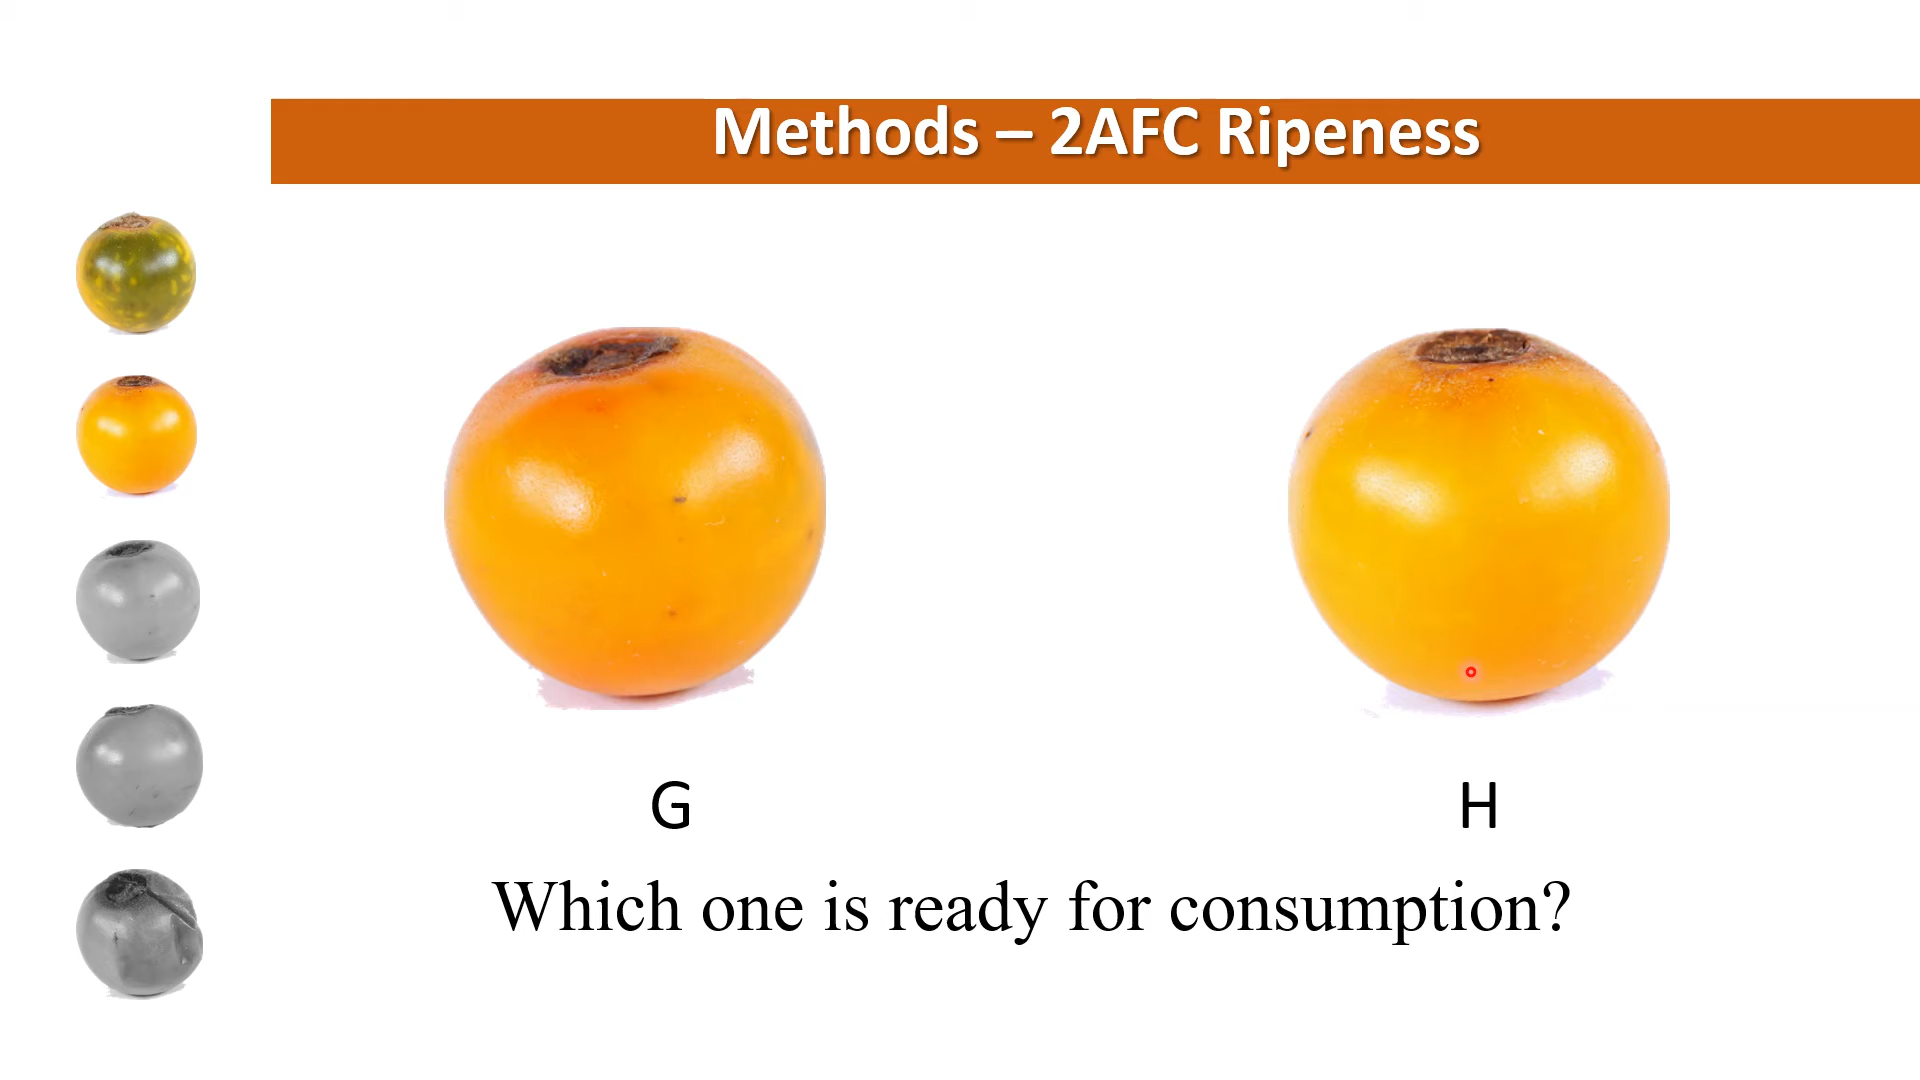 Methods – 2AFC Ripeness
G H
Which one is ready for consumption?